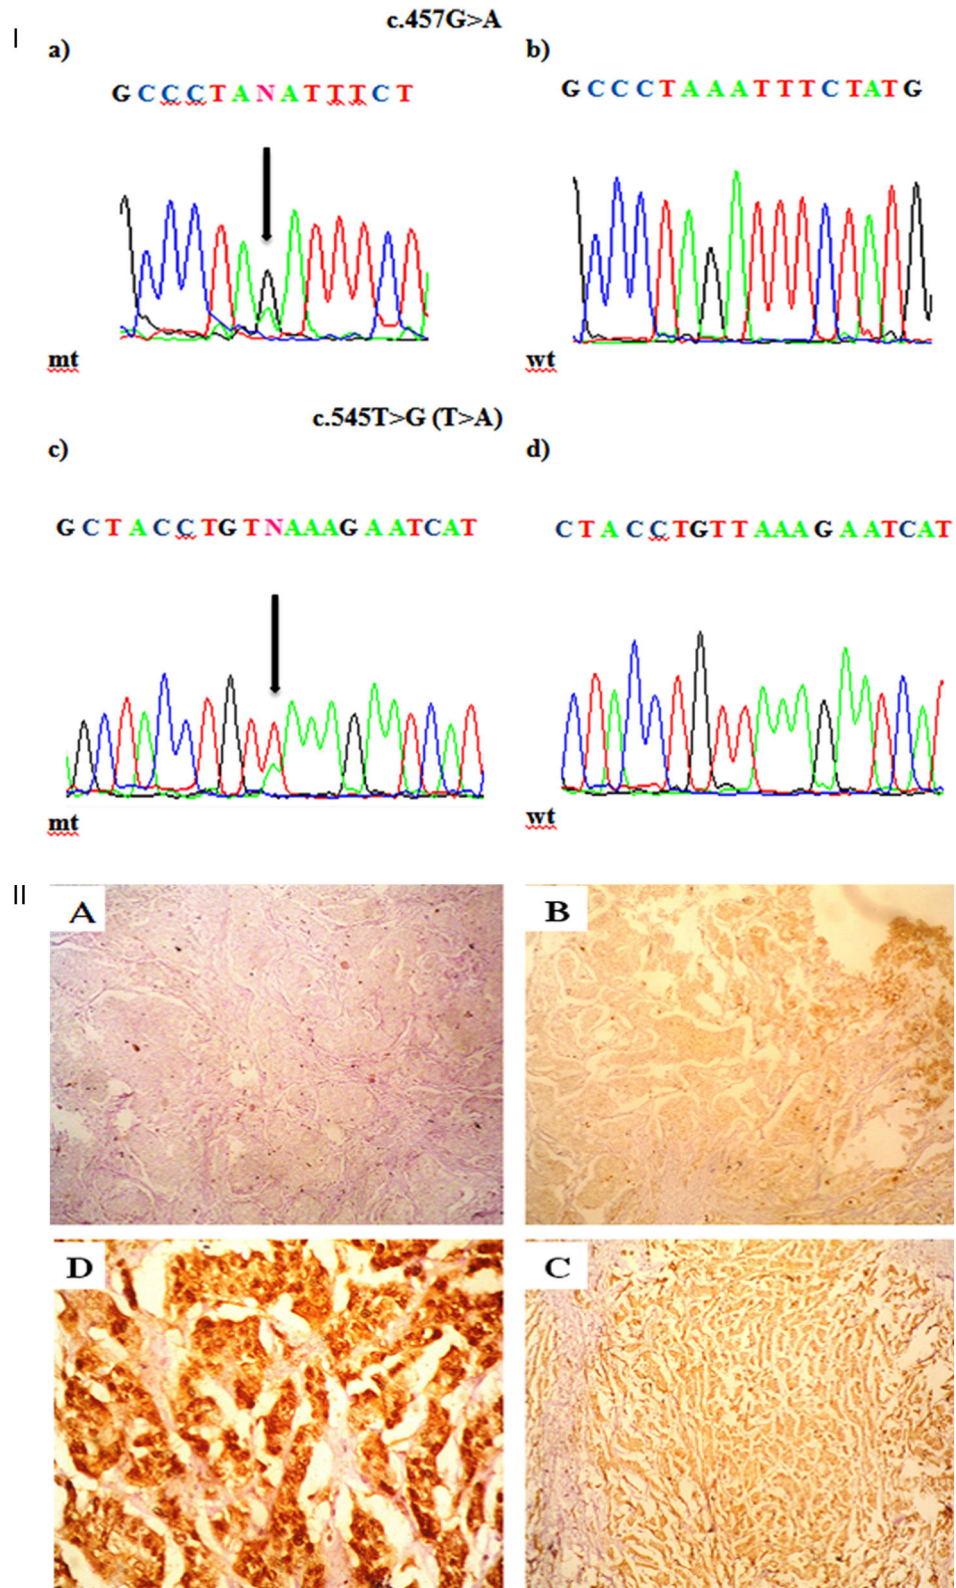 I
c.457G>A
a)
b)
G C C C T A N A T T T C T
G C C C T A A A T T T C T A T G
mt
wt
c.545T>G (T>A)
c)
d)
G C T A C C T G T N A A A G A A T C A T
C T A C C T G T T A A A G A A T C A T
mt
wt
II
A
B
D
C